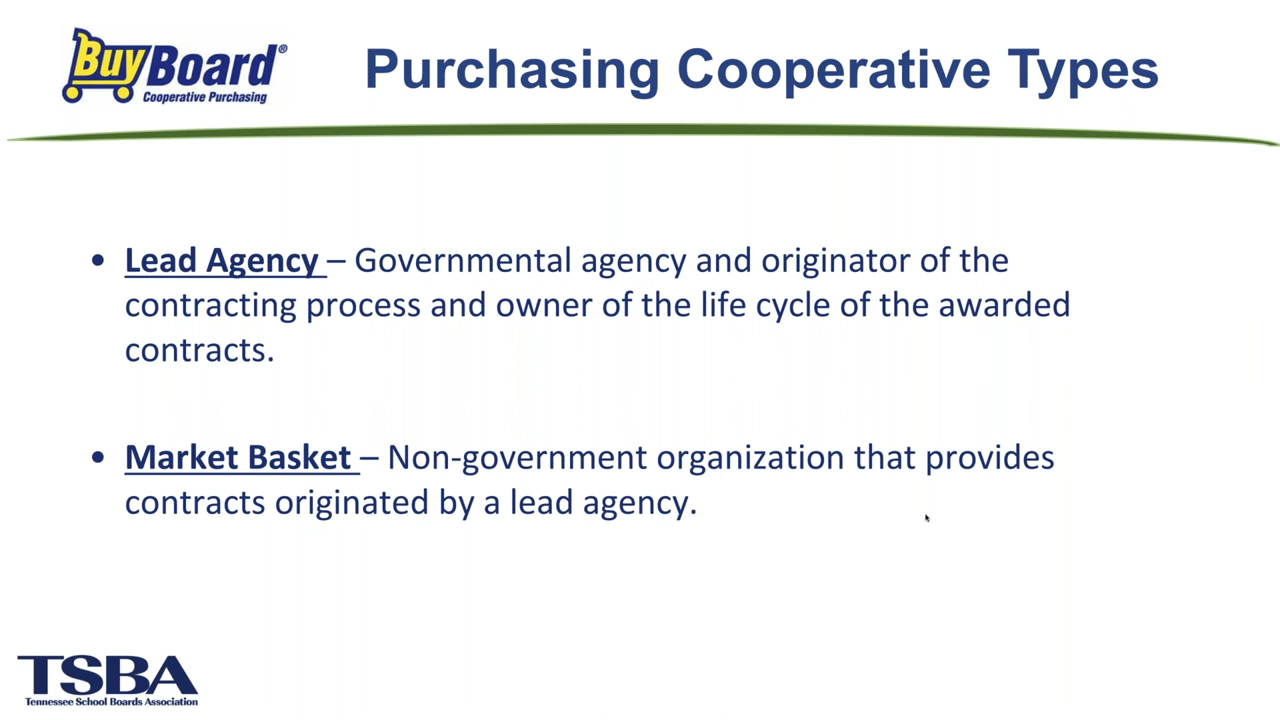 BuyBoard®
Cooperative Purchasing
Purchasing Cooperative Types
• Lead Agency – Governmental agency and originator of the
contracting process and owner of the life cycle of the awarded
contracts.
• Market Basket – Non-government organization that provides
contracts originated by a lead agency.
TSBA
Tennessee School Boards Association